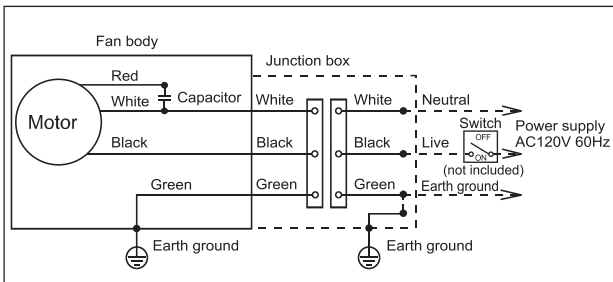 Fan body
Junction box
Red
White
Capacitor
White
White
Neutral
Motor
Switch
OFF
ON
(not included)
Power supply
AC120V 60Hz
Black
Black
Black
Live
Green
Green
Green
Earth ground
Earth ground
Earth ground